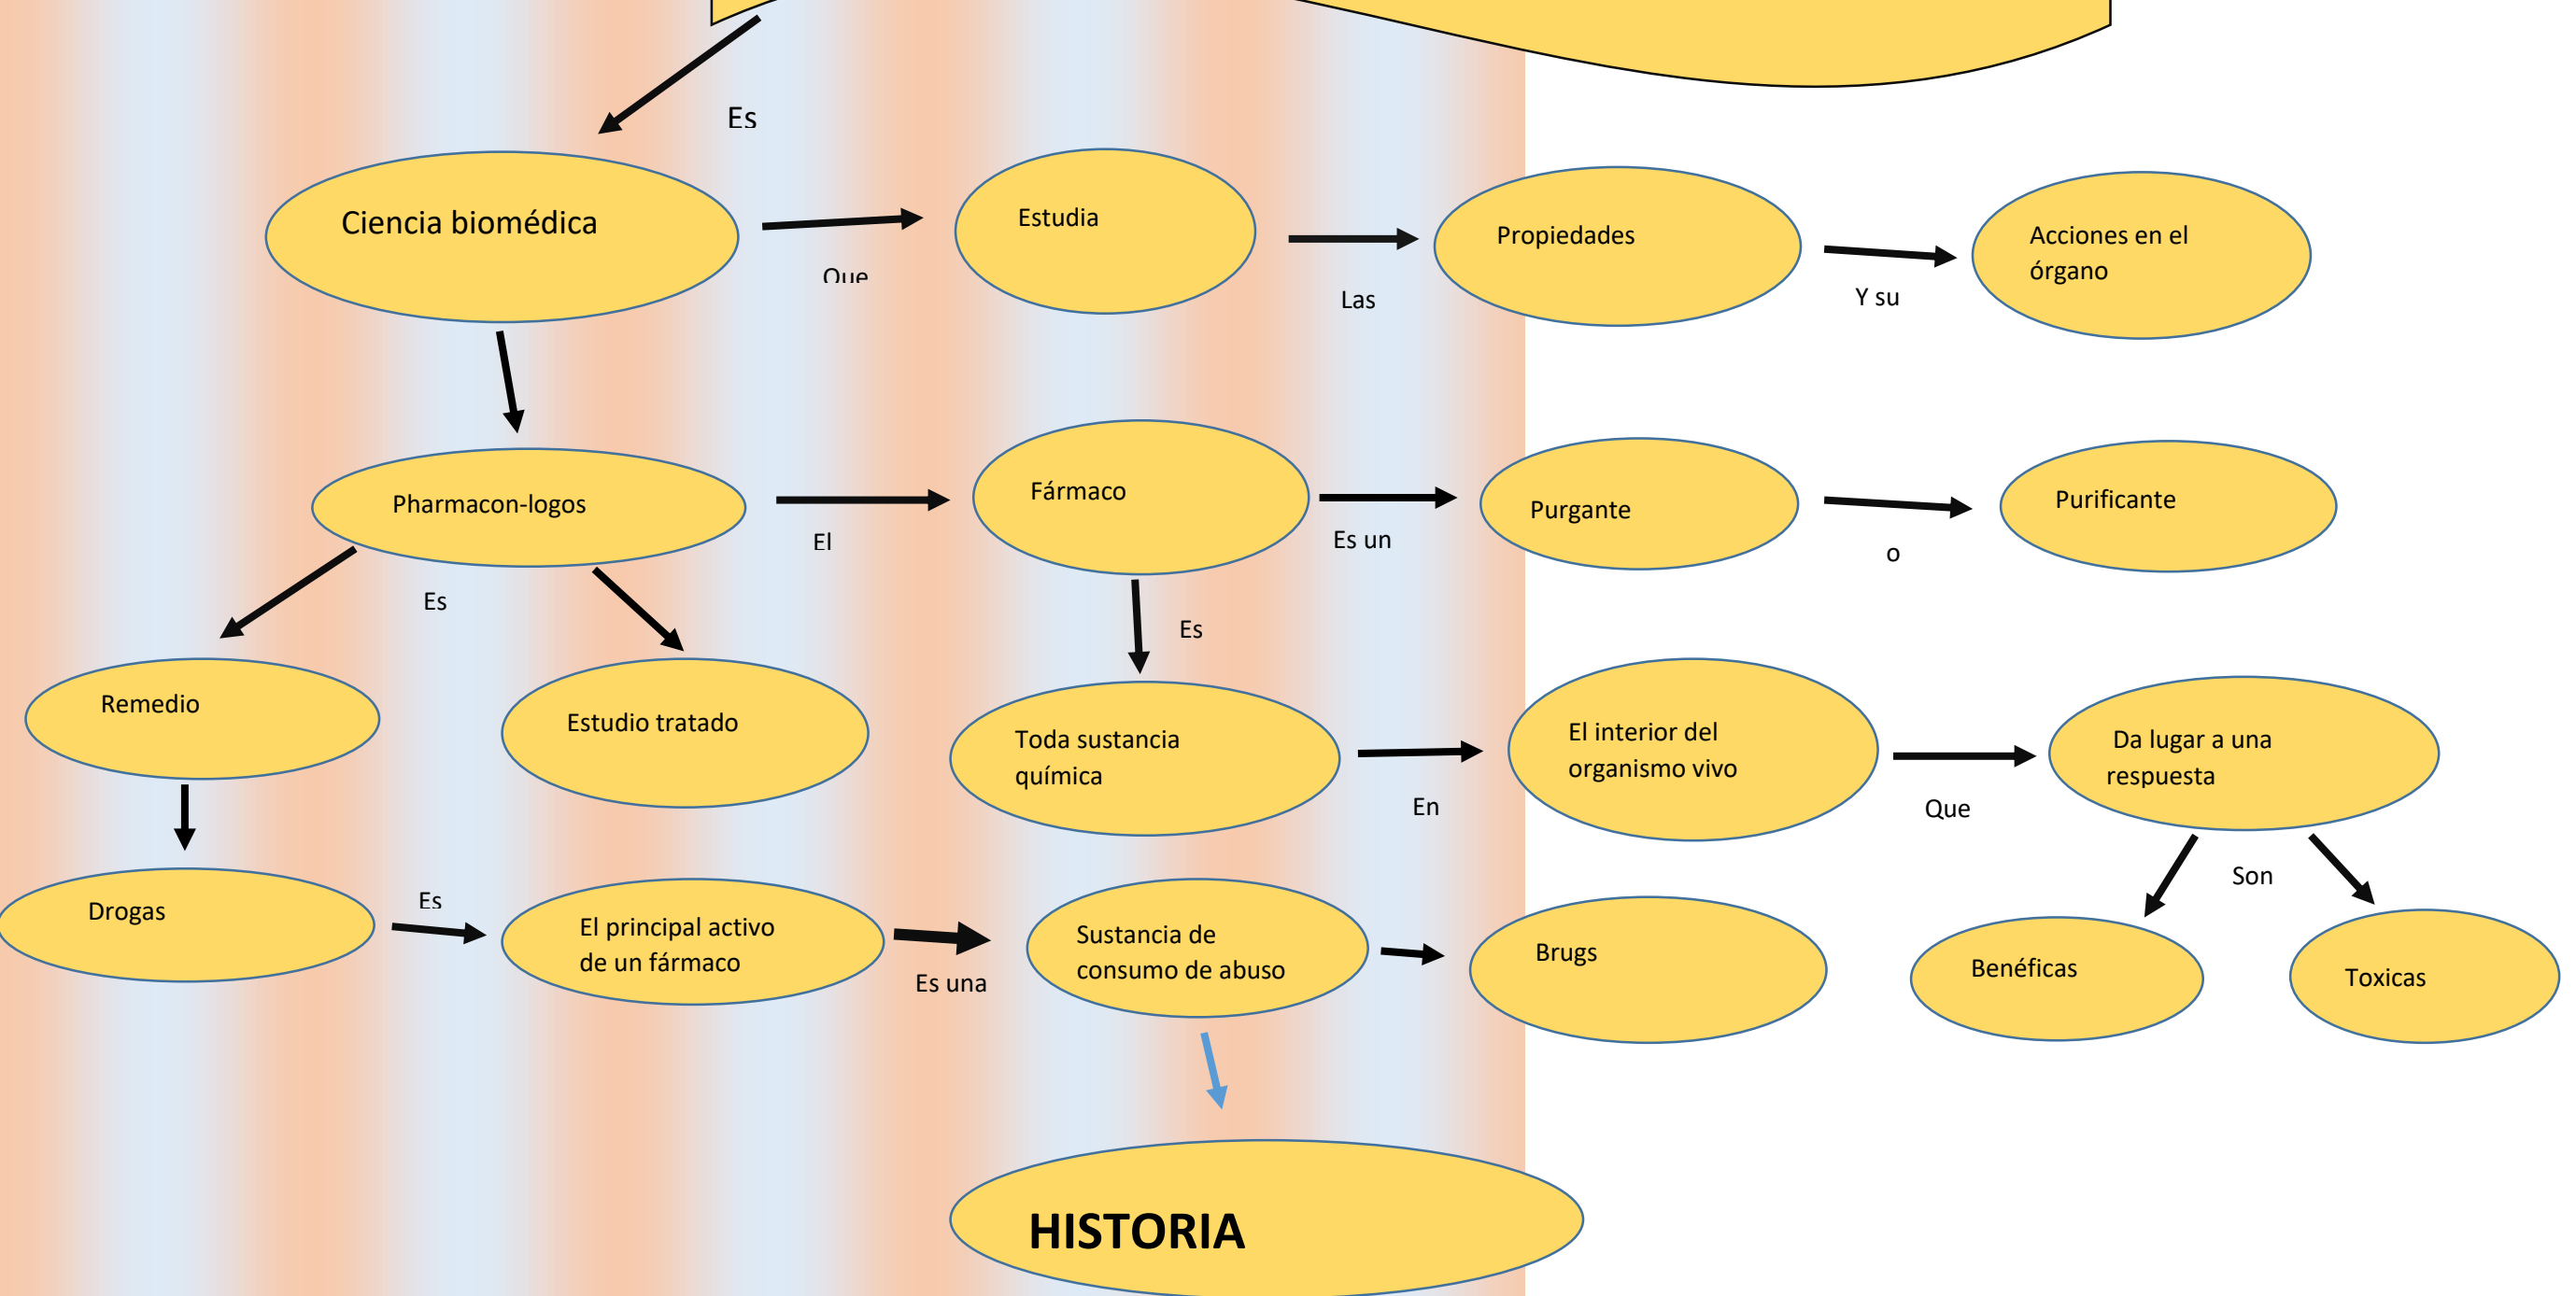 Es
Ciencia biomédica
Que
Estudia
Las
Propiedades
Y su
Acciones en el
órgano
Pharmacon-logos
El
Fármaco
Es un
Purgante
o
Purificante
Es
Es
Remedio
Estudio tratado
Toda sustancia
química
En
El interior del
organismo vivo
Que
Da lugar a una
respuesta
Son
Drogas
Es
El principal activo
de un fármaco
Es una
Sustancia de
consumo de abuso
Brugs
Benéficas
Toxicas
HISTORIA